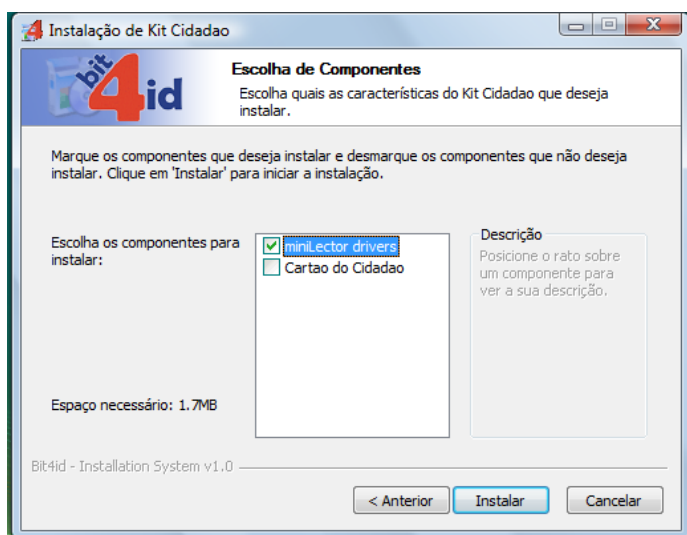 Instalação de Kit Cidadao
bit
4id
Escolha de Componentes
Escolha quais as características do Kit Cidadao que deseja
instalar.
Marque os componentes que deseja instalar e desmarque os componentes que não deseja
instalar. Clique em 'Instalar' para iniciar a instalação.
Escolha os componentes para
instalar:
miniLector drivers
Cartao do Cidadao
Descrição
Posicione o rato sobre
um componente para
ver a sua descrição.
Espaço necessário: 1.7MB
Bit4id - Installation System v1.0
< Anterior
Instalar
Cancelar